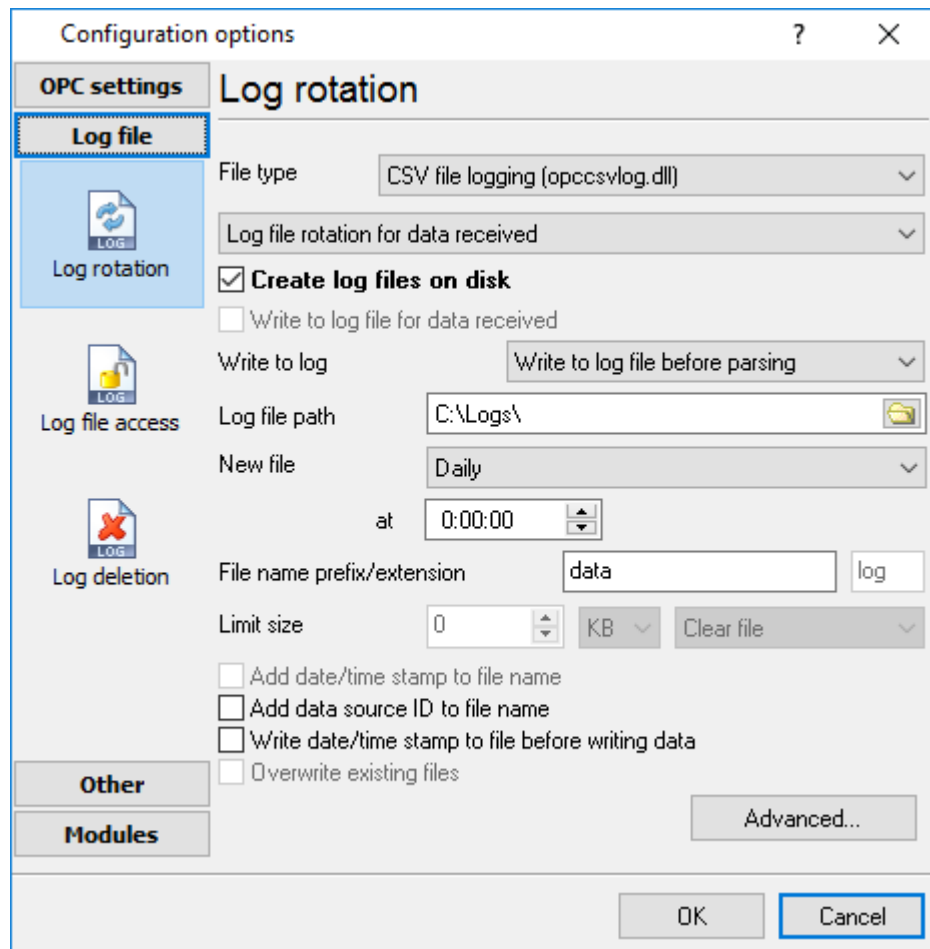 Configuration options ?
OPC settings
Log rotation
Log file
File type CSV file logging (opccsvlog.dll)
LOG
Log rotation
Log file rotation for data received
Create log files on disk
Write to log file for data received
Write to log Write to log file before parsing
LOG
Log file access
Log file path C:\Logs\
New file Daily
at 0:00:00
LOG
Log deletion
File name prefix/extension data log
Limit size 0 KB Clear file
Add date/time stamp to file name
Add data source ID to file name
Write date/time stamp to file before writing data
Overwrite existing files
Other
Modules
Advanced...
OK Cancel